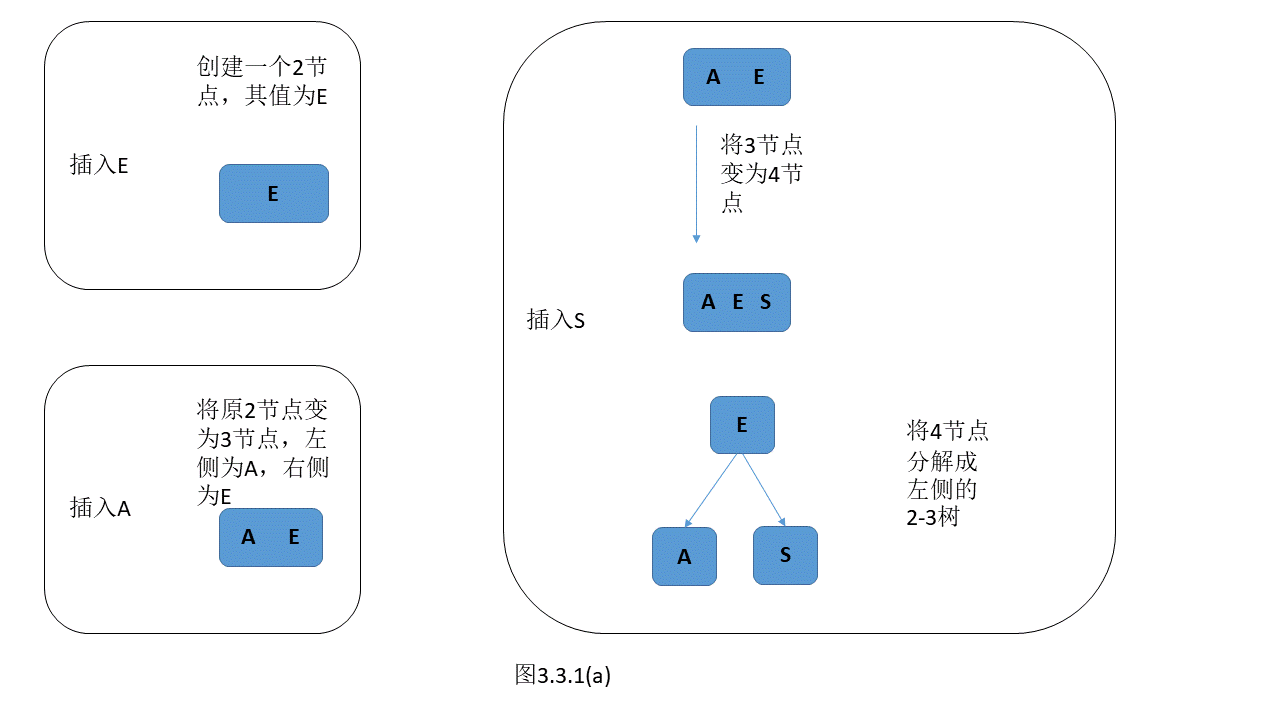 创建一个2节
点，其值为E
插入E
E
将原2节点变
为3节点，左
侧为A，右侧
为E
插入A
A E
A E
将3节点
变为4节
点
A E S
插入S
E
A S
将4节点
分解成
左侧的
2-3树
图3.3.1(a)